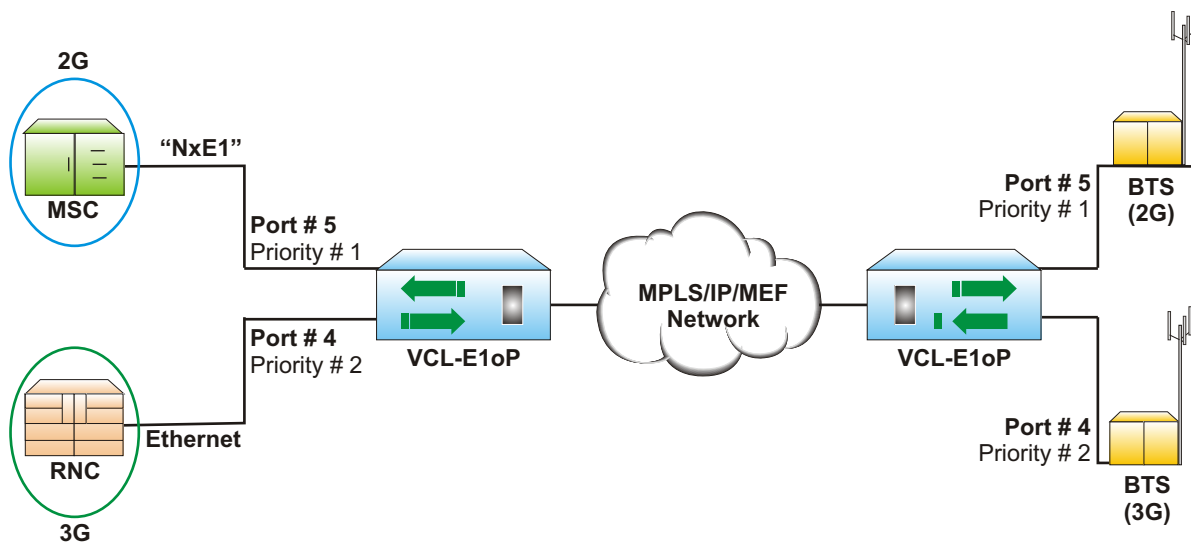 2G
MSC
“NxE1”
Port # 5
Priority # 1
Port # 4
Priority # 2
Ethernet
RNC
3G
VCL-E1oP
MPLS/IP/MEF
Network
VCL-E1oP
Port # 5
Priority # 1
BTS
(2G)
Port # 4
Priority # 2
BTS
(3G)